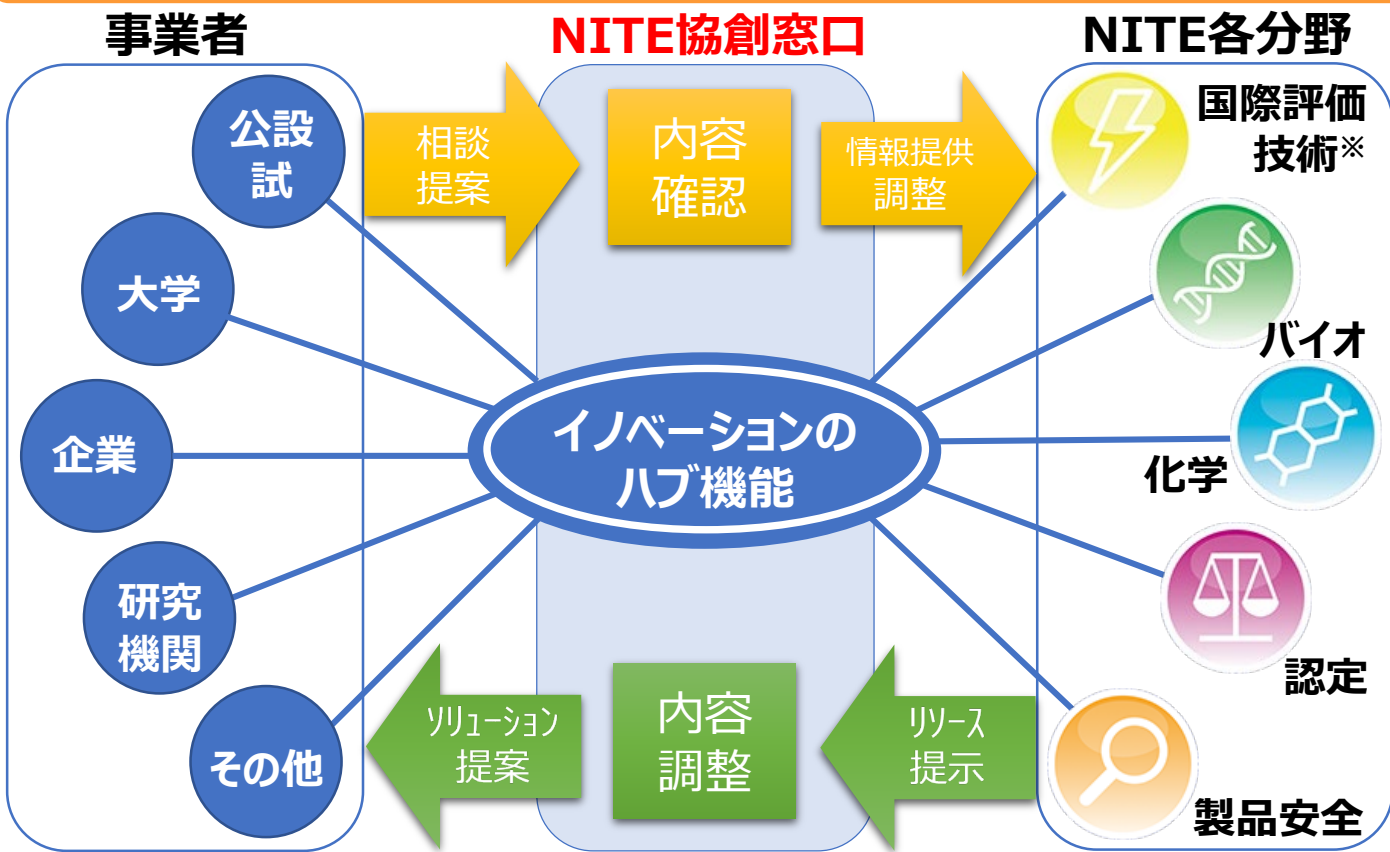 事業者
NITE協創窓口
NITE各分野
公設
試
大学
企業
研究
機関
その他
相談
提案
内容
確認
情報提供
調整
イノベーションの
ハブ機能
ソリューション
提案
内容
調整
リソース
提示
国際評価
技術※
バイオ
化学
認定
製品安全